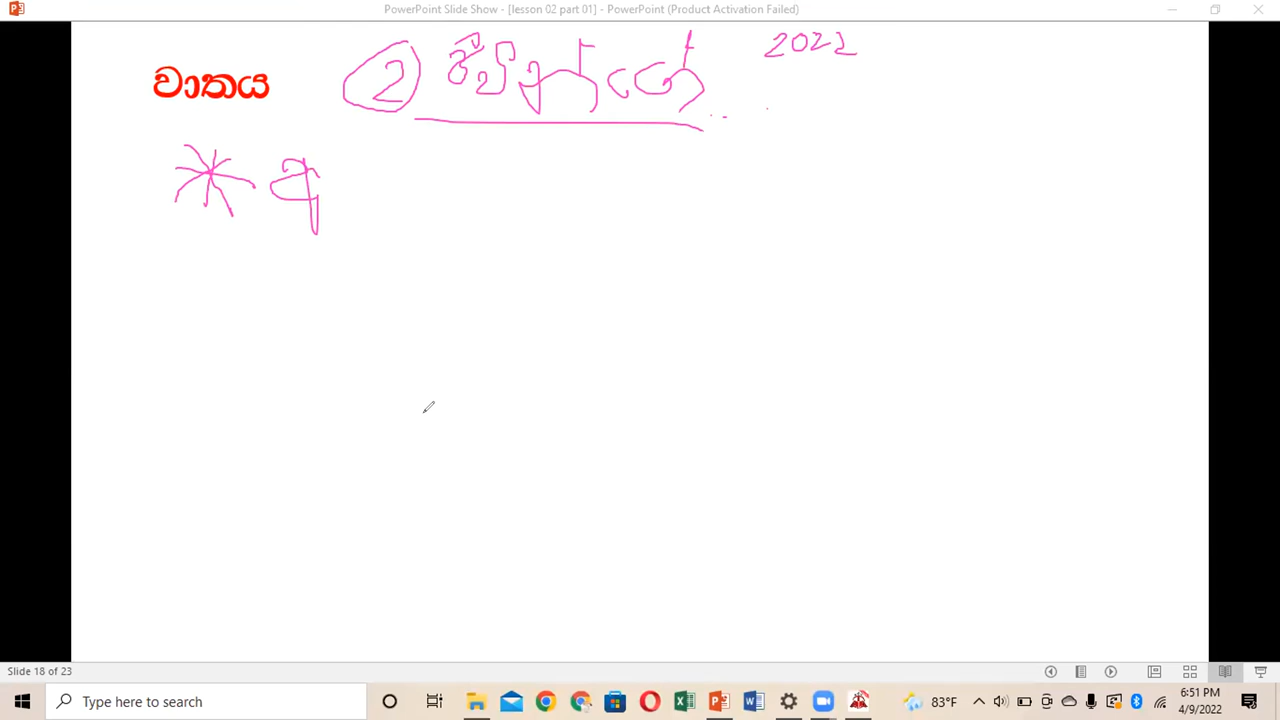 PowerPoint Slide Show - [lesson 02 part 01] - PowerPoint (Product Activation Failed)
වාතය 2 2022
* අ
Slide 18 of 23
Type here to search
83°F
6:51 PM
4/9/2022